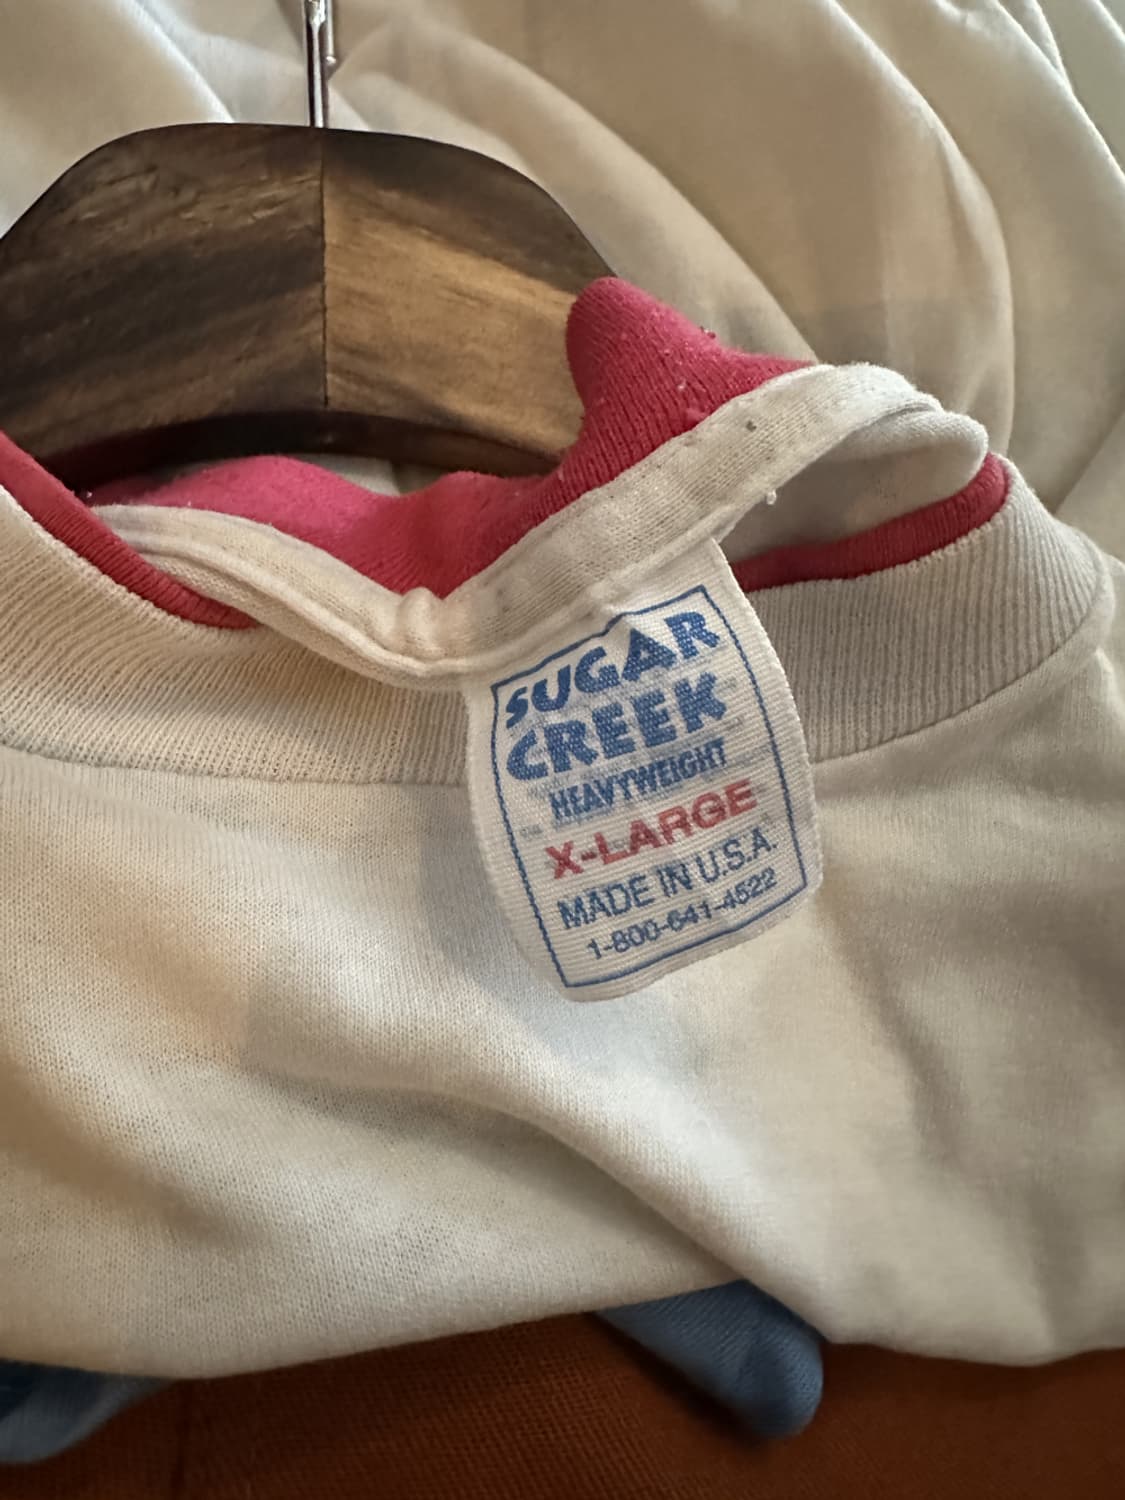 SUGAR
CREEK
HEAVYWEIGHT
X-LARGE
MADE IN U.S.A.
1-800-641-4522